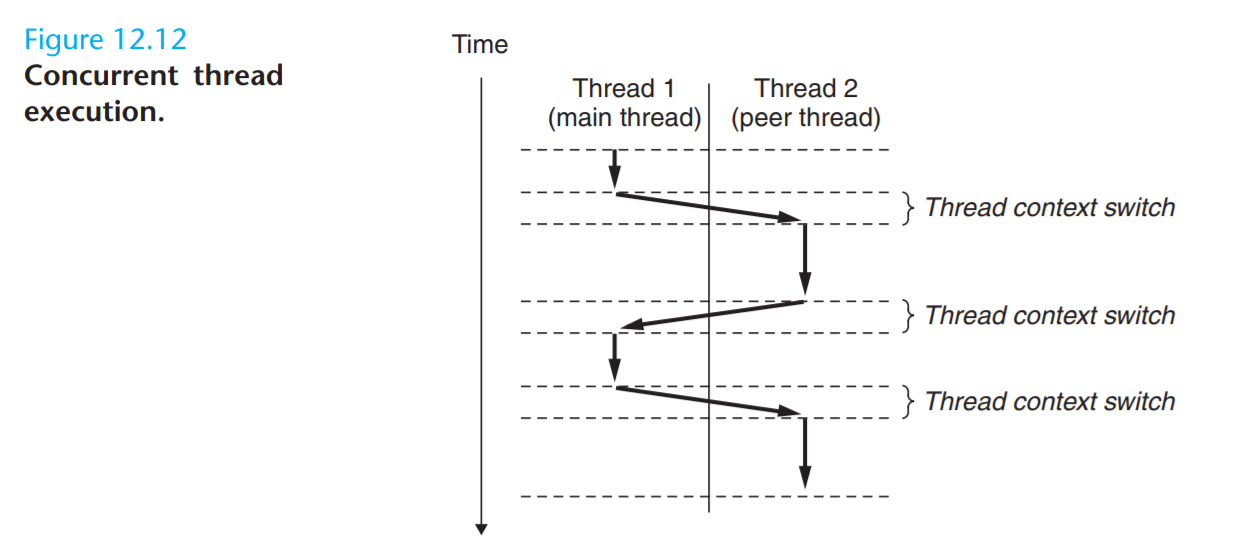 Figure 12.12
Concurrent thread
execution.
Time
Thread 1
(main thread)
Thread 2
(peer thread)
Thread context switch
Thread context switch
Thread context switch